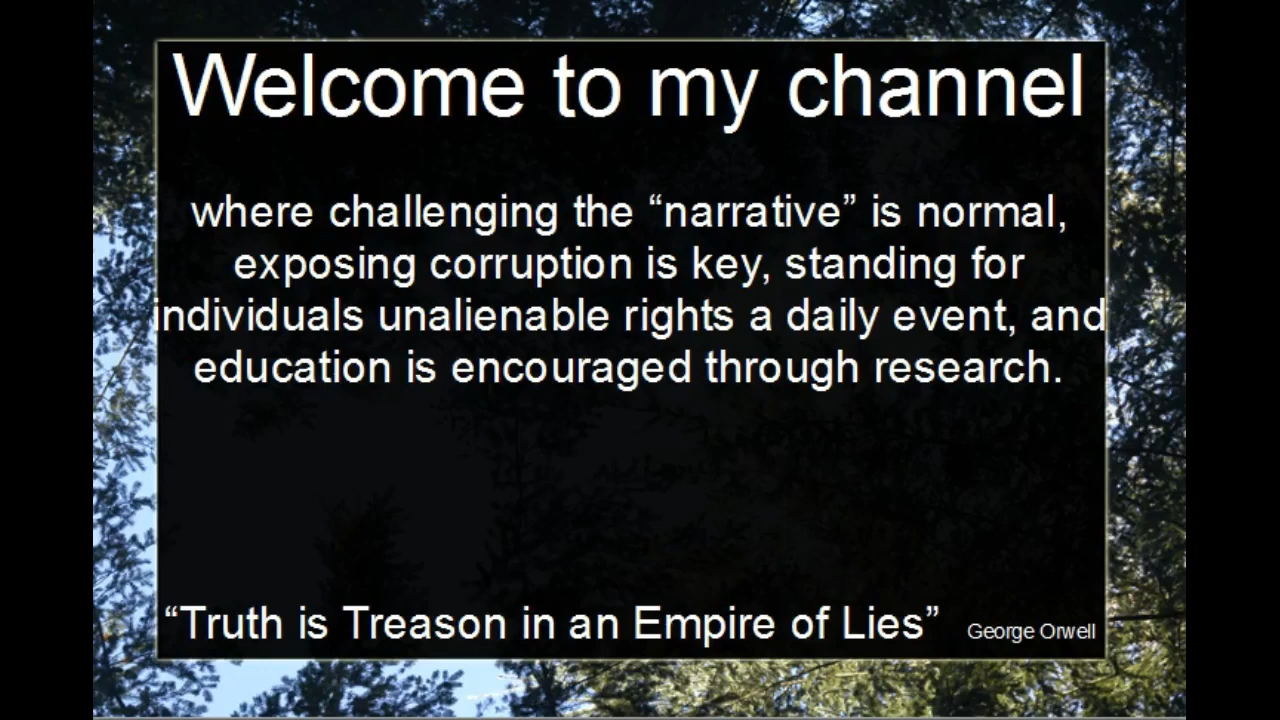 Welcome to my channel
where challenging the “narrative” is normal,
exposing corruption is key, standing for
individuals unalienable rights a daily event, and
education is encouraged through research.
“Truth is Treason in an Empire of Lies” George Orwell